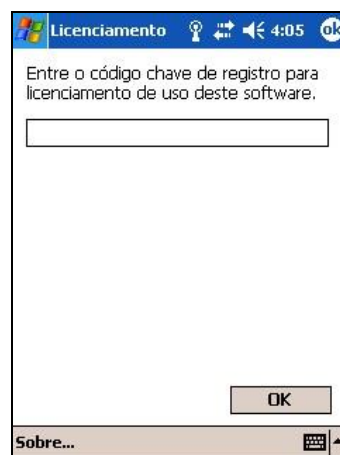 Licenciamento 4:05 ok
Entre o código chave de registro para
licenciamento de uso deste software.
OK
Sobre...